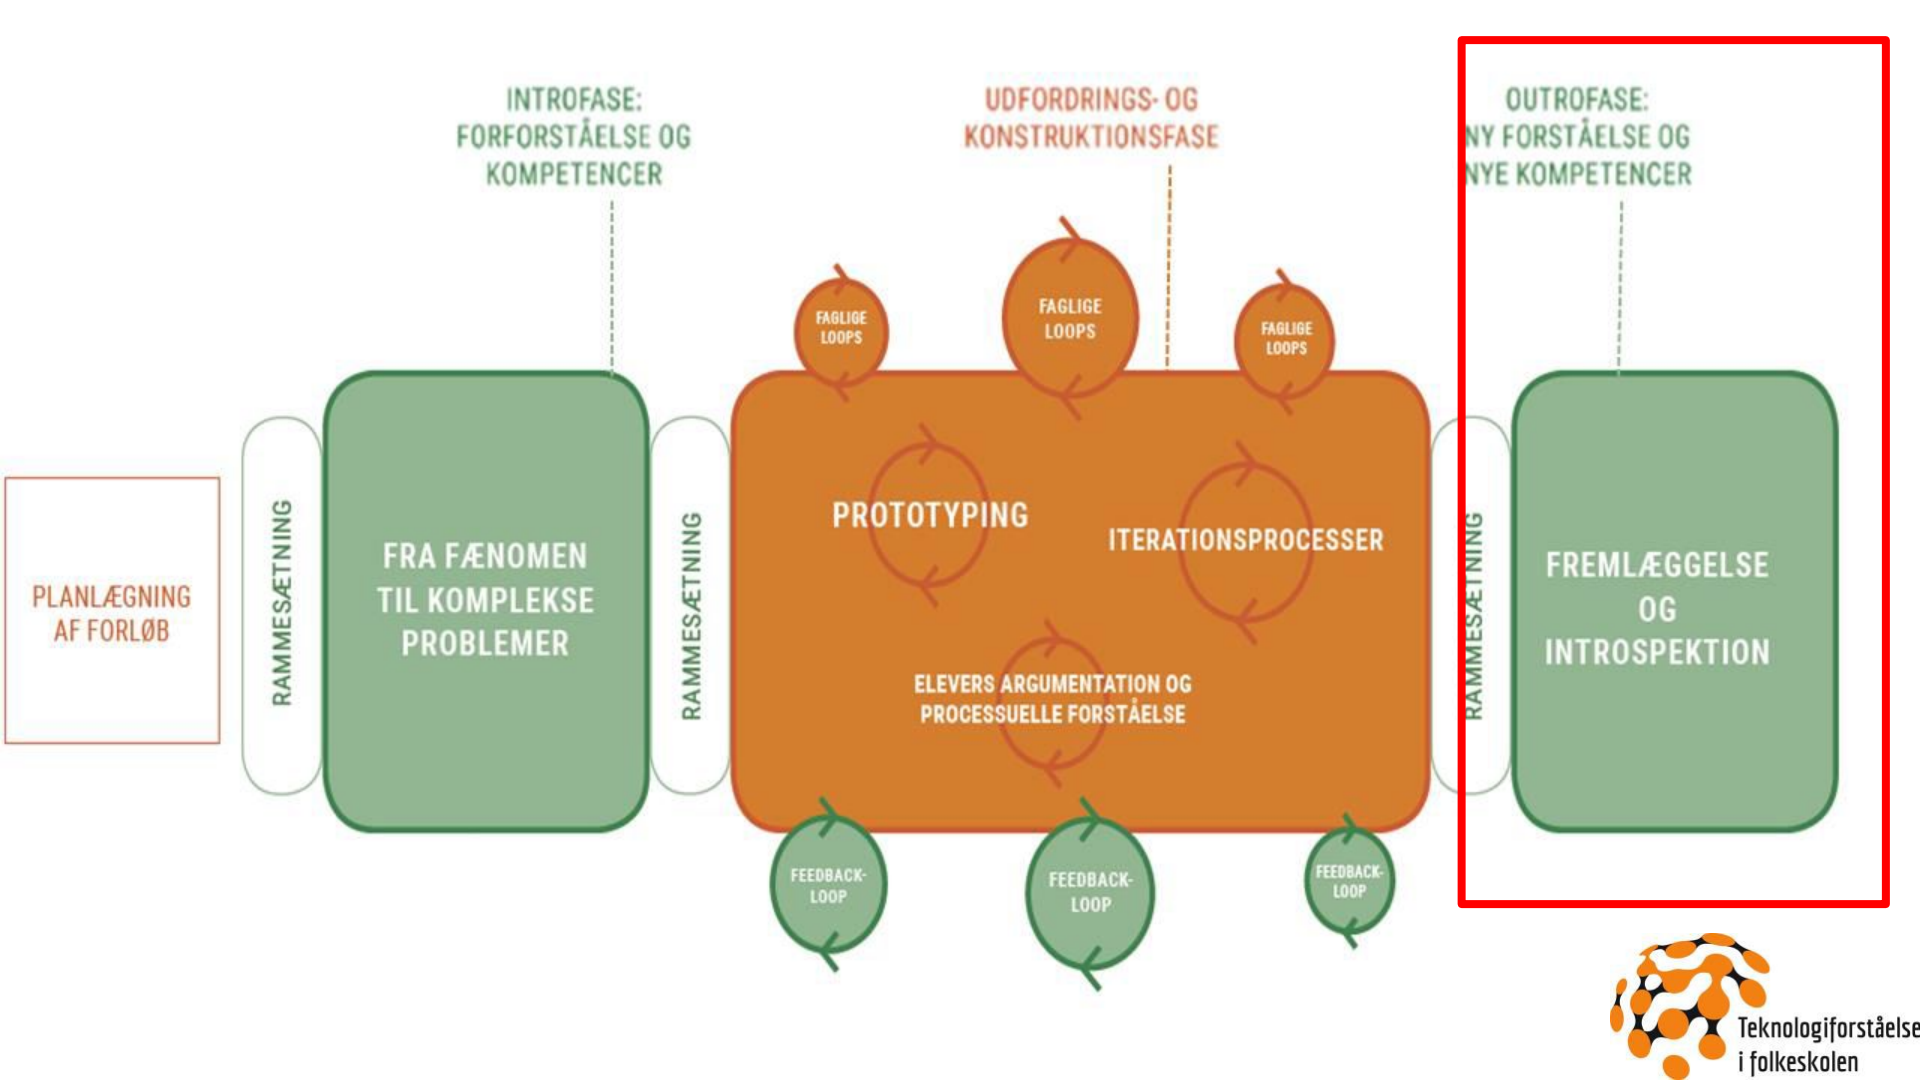 INTROFASE:
FORFORSTÅELSE OG
KOMPETENCER
UDFORDRINGS- OG
KONSTRUKTIONSFASE
OUTROFASE:
NY FORSTÅELSE OG
NYE KOMPETENCER
FAGLIGE
LOOPS
FAGLIGE
LOOPS
FAGLIGE
LOOPS
PLANLÆGNING
AF FORLØB
RAMMESÆTNING
FRA FÆNOMEN
TIL KOMPLEKSE
PROBLEMER
RAMMESÆTNING
PROTOTYPING
ITERATIONSPROCESSER
ELEVERS ARGUMENTATION OG
PROCESSUELLE FORSTÅELSE
RAMMESÆTNING
FREMLÆGGELSE
OG
INTROSPEKTION
FEEDBACK-
LOOP
FEEDBACK-
LOOP
FEEDBACK-
LOOP
Teknologiforståelse
i folkeskolen